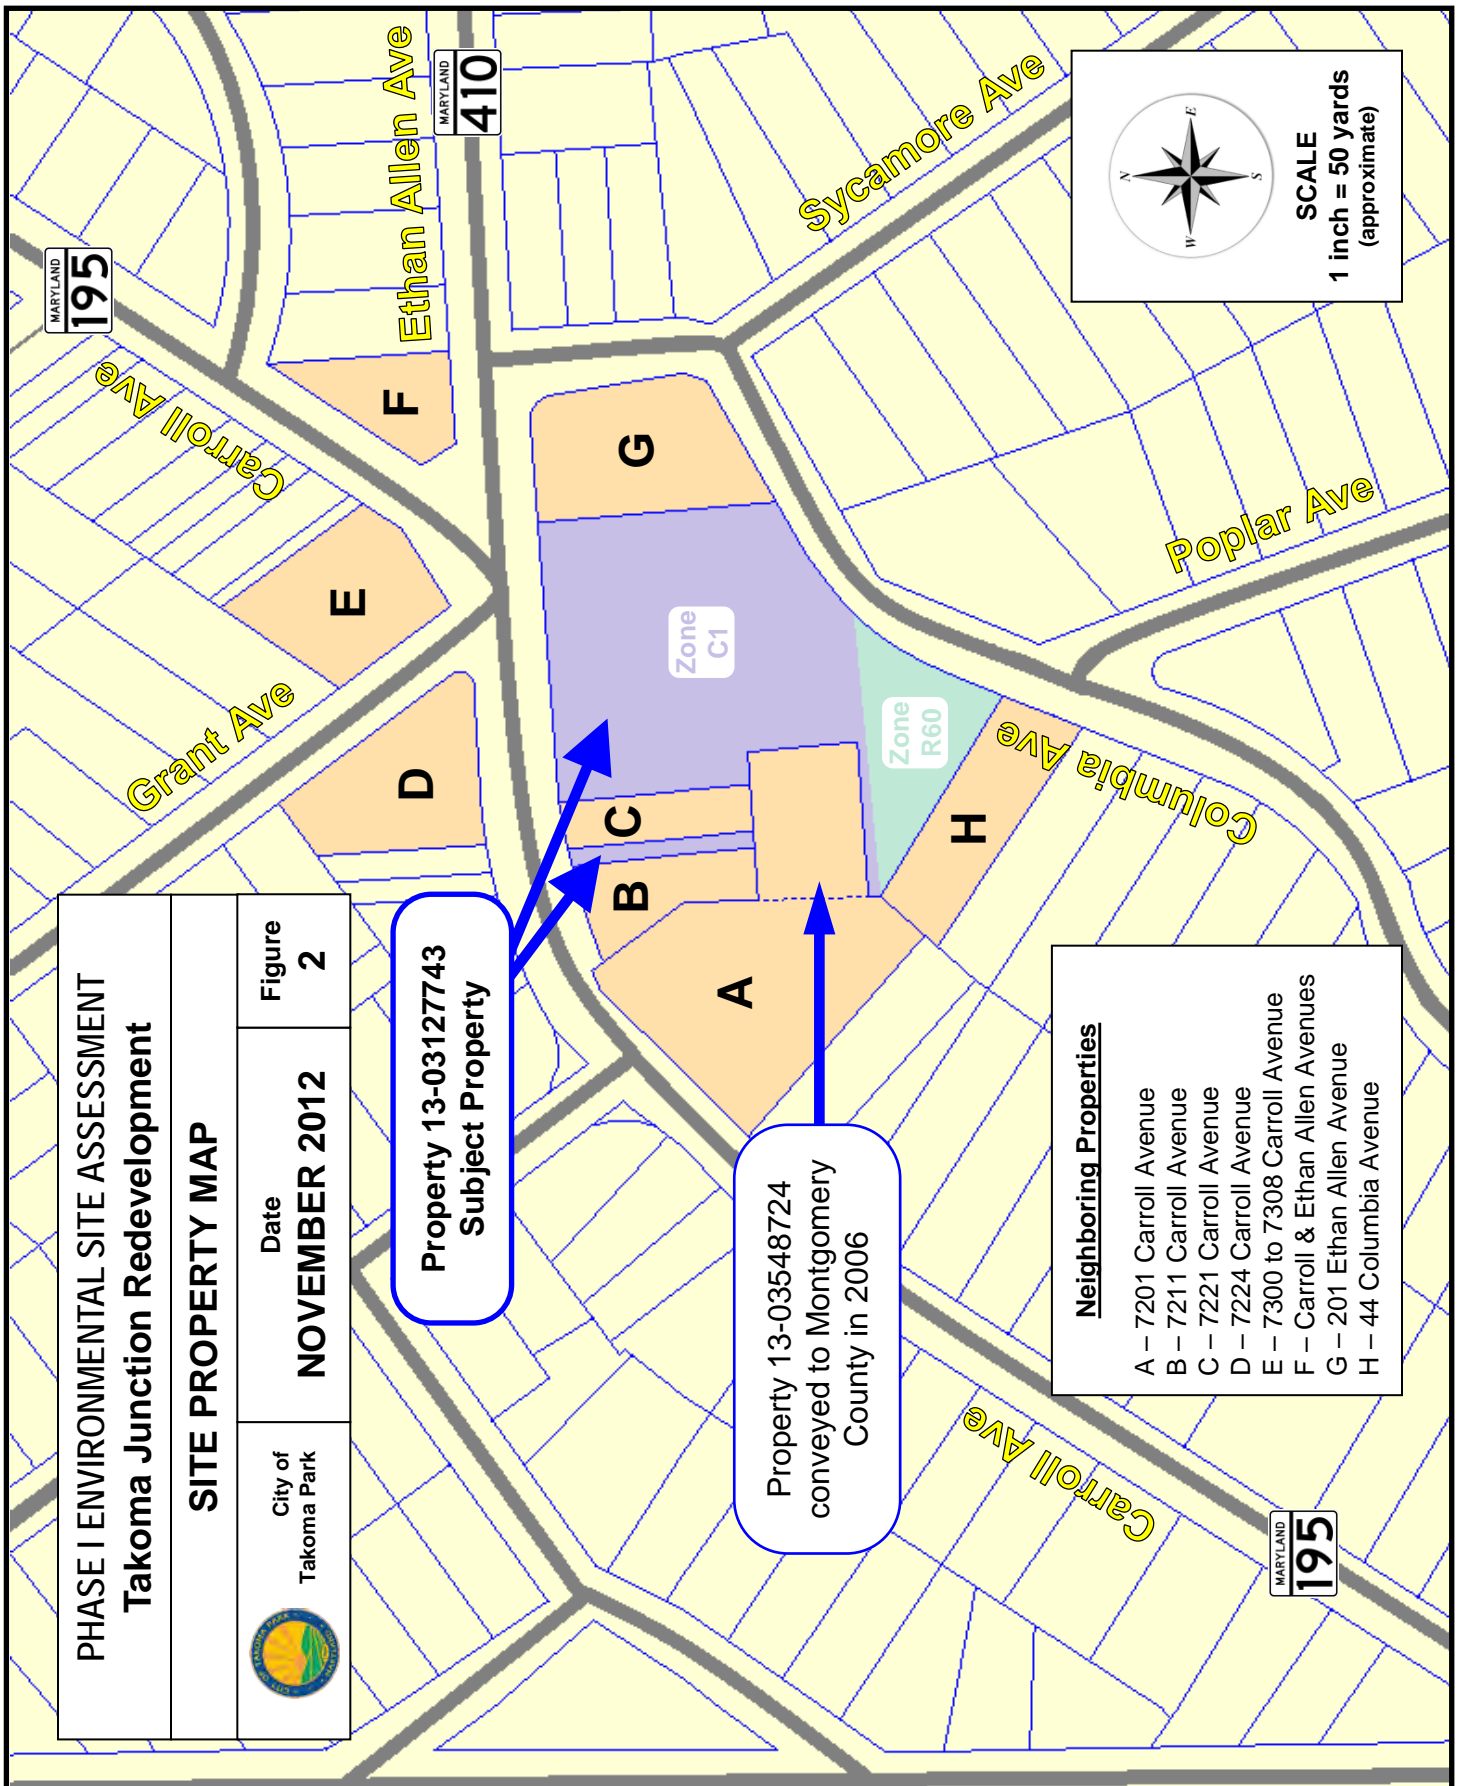 PHASE I ENVIRONMENTAL SITE ASSESSMENT
Takoma Junction Redevelopment
SITE PROPERTY MAP
City of
Takoma Park
Date
NOVEMBER 2012
Figure
2
MARYLAND
195
Carroll Ave
Ethan Allen Ave
MARYLAND
410
Grant Ave
Sycamore Ave
Poplar Ave
Columbia Ave
Carroll Ave
MARYLAND
195
A
B
C
D
E
F
G
H
Zone
C1
Zone
R60
Property 13-03127743
Subject Property
Property 13-03548724
conveyed to Montgomery
County in 2006
Neighboring Properties
A – 7201 Carroll Avenue
B – 7211 Carroll Avenue
C – 7221 Carroll Avenue
D – 7224 Carroll Avenue
E – 7300 to 7308 Carroll Avenue
F – Carroll & Ethan Allen Avenues
G – 201 Ethan Allen Avenue
H – 44 Columbia Avenue
N
W
E
S
SCALE
1 inch = 50 yards
(approximate)